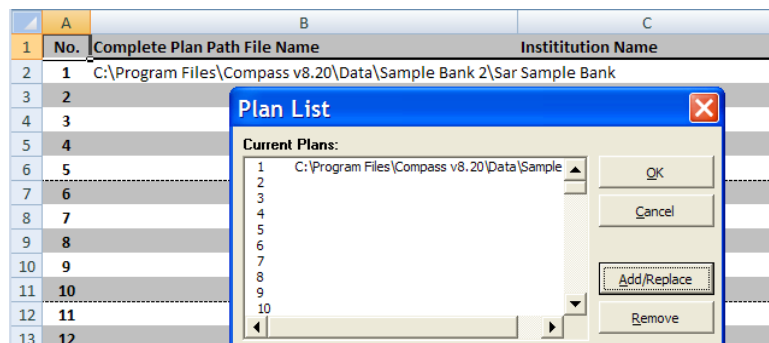 A B C
1 No. Complete Plan Path File Name Instititution Name
2 1 C:\Program Files\Compass v8.20\Data\Sample Bank 2\Sar Sample Bank
3 2
4 3
5 4
6 5
7 6
8 7
9 8
10 9
11 10
12 11
13 12
Plan List
Current Plans:
1 C:\Program Files\Compass v8.20\Data\Sample
2
3
4
5
6
7
8
9
10
OK
Cancel
Add/Replace
Remove